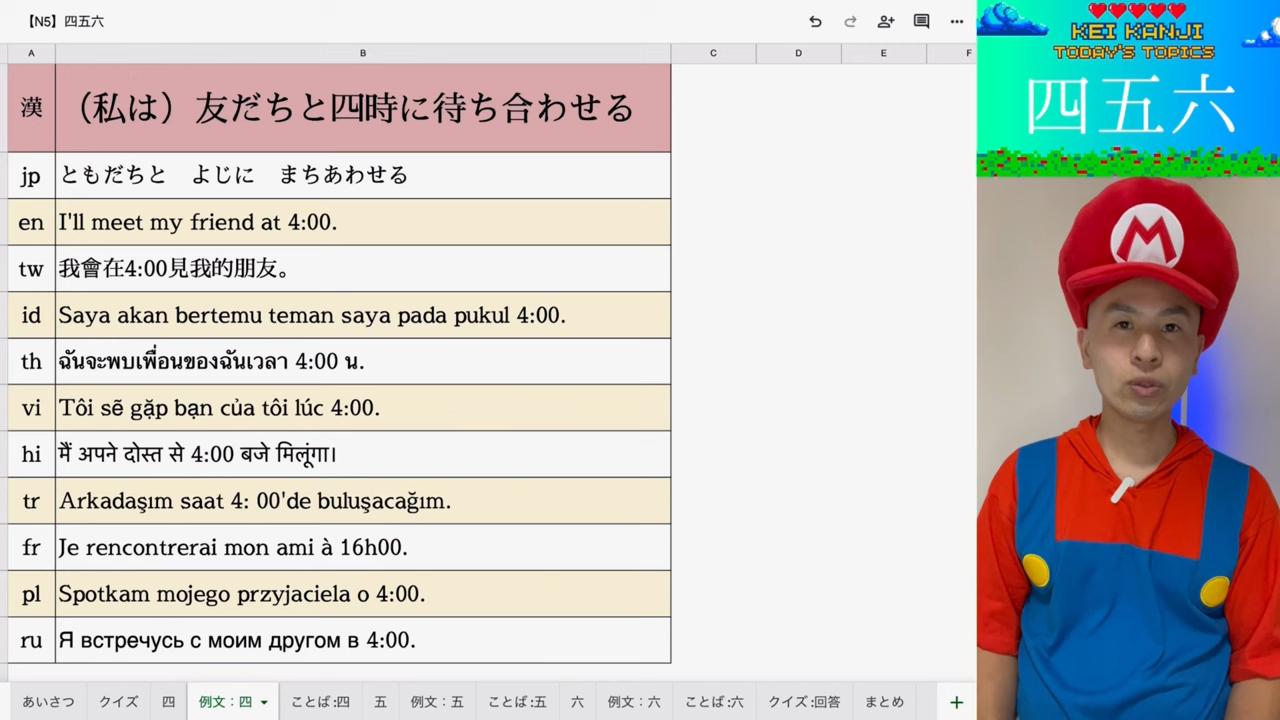 【N5】四五六
A B C D E F
漢 （私は）友だちと四時に待ち合わせる
jp ともだちと　よじに　まちあわせる
en I'll meet my friend at 4:00.
tw 我會在4:00見我的朋友。
id Saya akan bertemu teman saya pada pukul 4:00.
th ฉันจะพบเพื่อนของฉันเวลา 4:00 น.
vi Tôi sẽ gặp bạn của tôi lúc 4:00.
hi मैं अपने दोस्त से 4:00 बजे मिलूंगा।
tr Arkadaşım saat 4: 00'de buluşacağım.
fr Je rencontrerai mon ami à 16h00.
pl Spotkam mojego przyjaciela o 4:00.
ru Я встречусь с моим другом в 4:00.
あいさつ クイズ 四 例文：四 ことば:四 五 例文：五 ことば:五 六 例文：六 ことば:六 クイズ:回答 まとめ
KEI KANJI
TODAY'S TOPICS
四五六
M